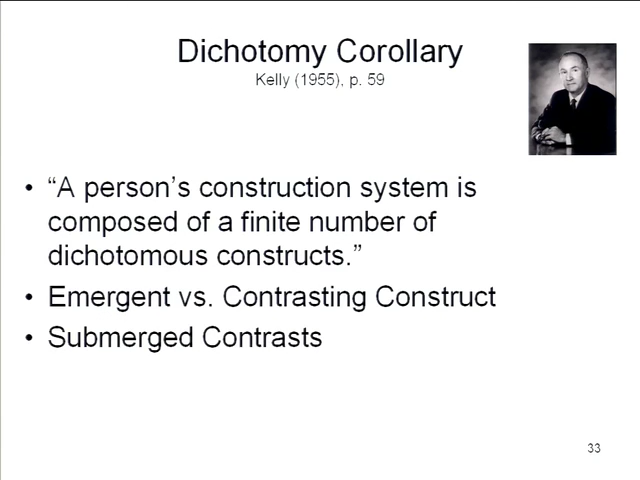 Dichotomy Corollary
Kelly (1955), p. 59
• “A person’s construction system is
composed of a finite number of
dichotomous constructs.”
• Emergent vs. Contrasting Construct
• Submerged Contrasts
33